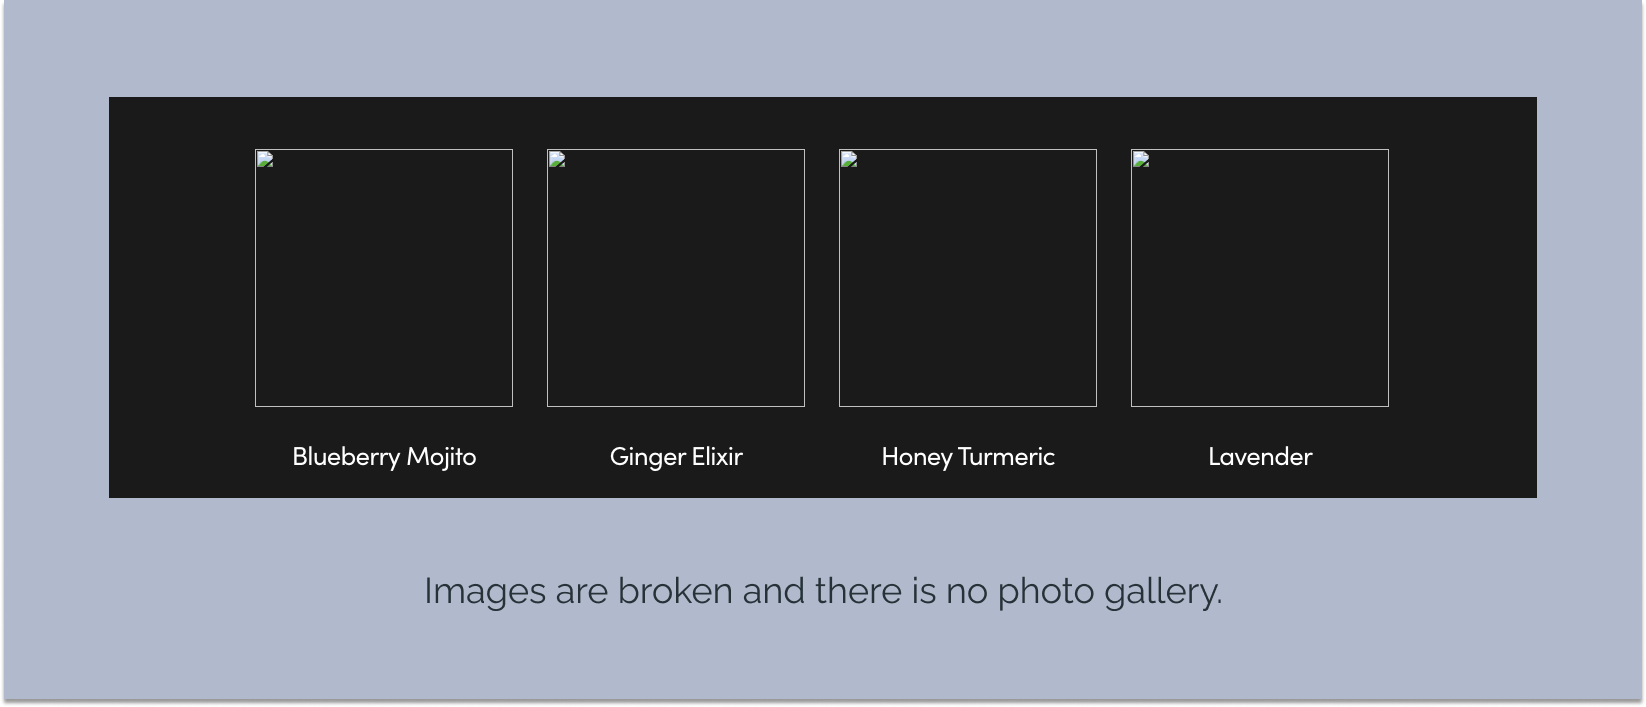 Blueberry Mojito
Ginger Elixir
Honey Turmeric
Lavender
Images are broken and there is no photo gallery.